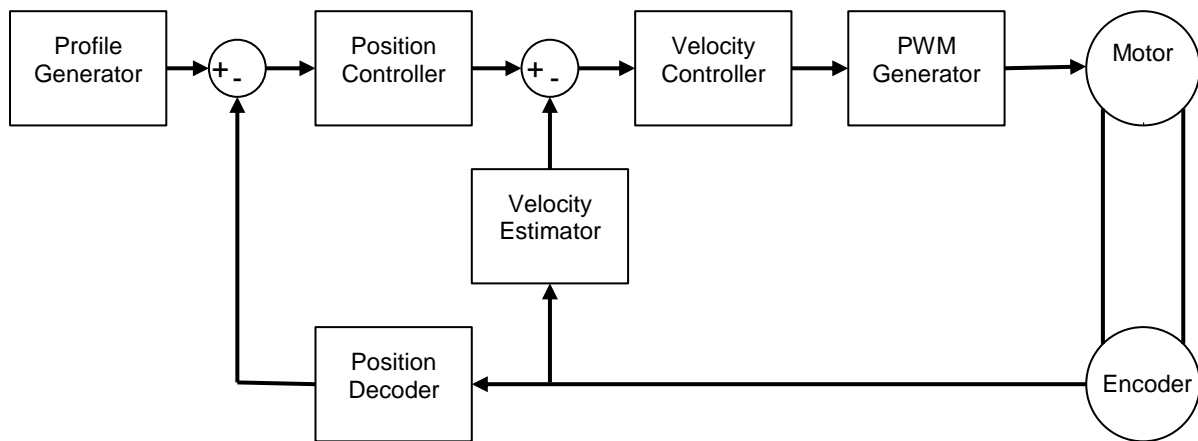 Profile
Generator
+
-
Position
Controller
+
-
Velocity
Controller
PWM
Generator
Motor
Velocity
Estimator
Position
Decoder
Encoder